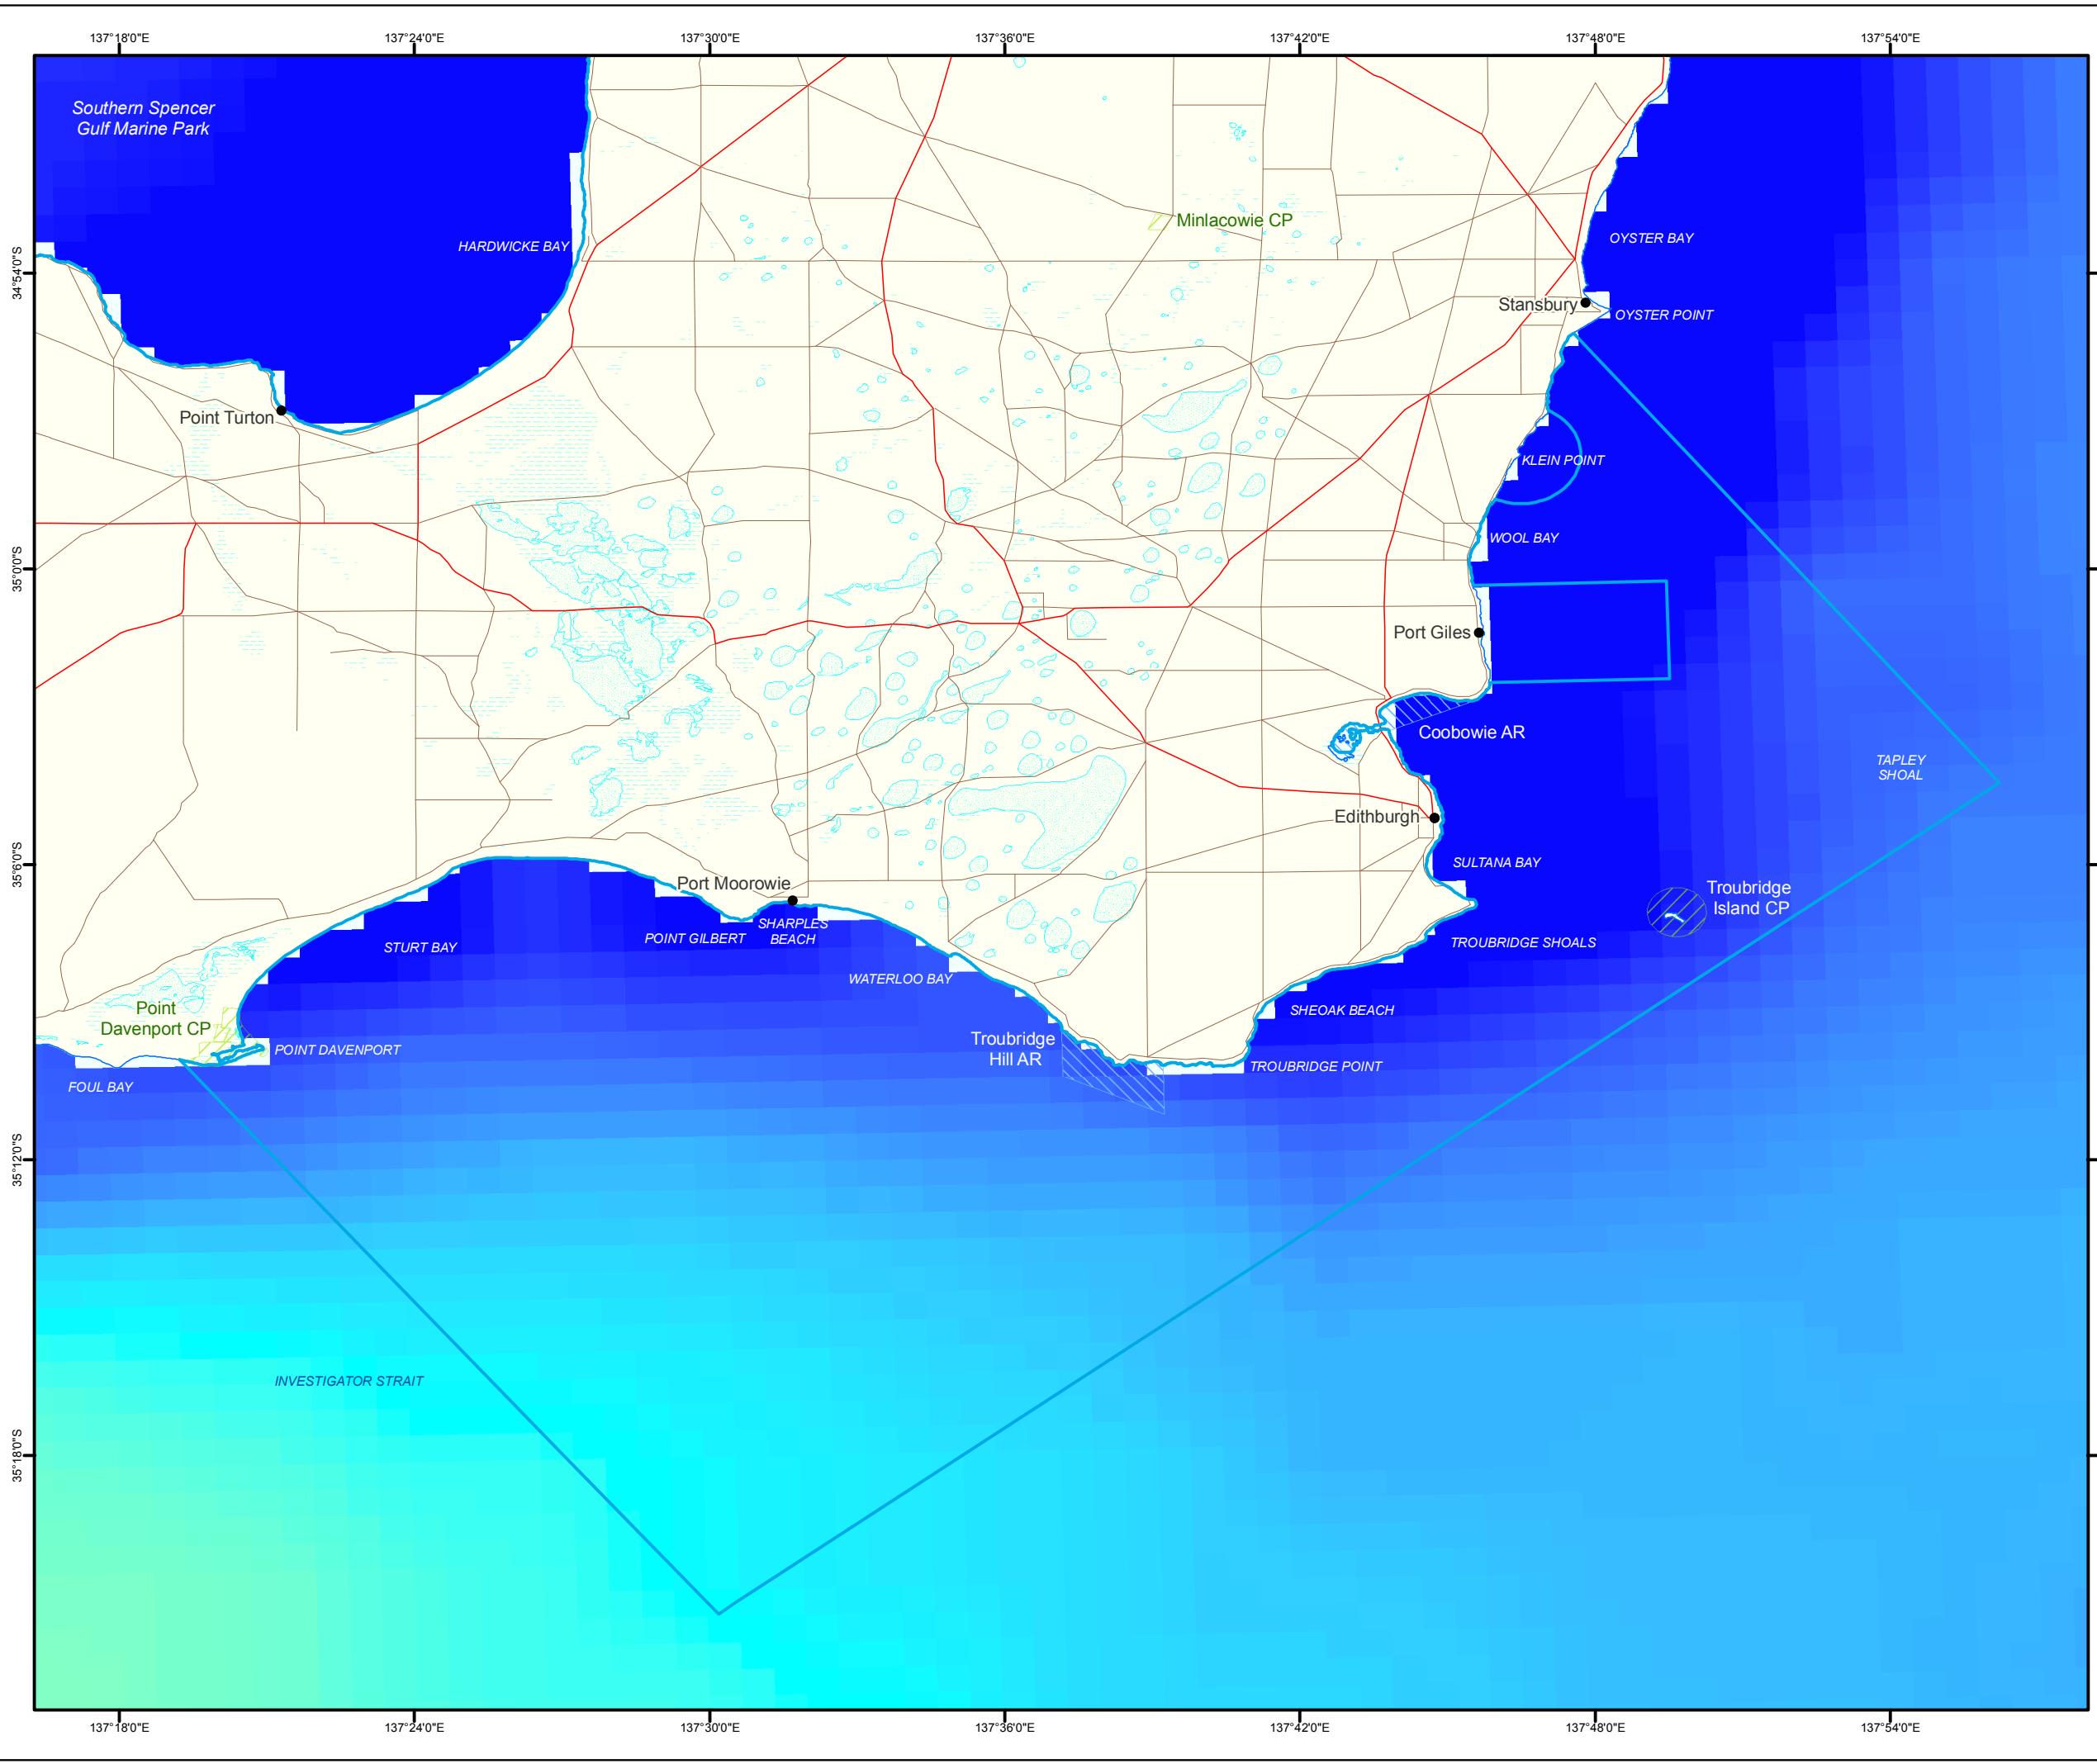 137°18'0"E
137°24'0"E
137°30'0"E
137°36'0"E
137°42'0"E
137°48'0"E
137°54'0"E
Southern Spencer
Gulf Marine Park
Minlacowie CP
HARDWICKE BAY
OYSTER BAY
34°54'0"S
Stansbury
OYSTER POINT
Point Turton
KLEIN POINT
WOOL BAY
35°0'0"S
Port Giles
Coobowie AR
TAPLEY
SHOAL
Edithburgh
SULTANA BAY
35°6'0"S
Port Moorowie
Troubridge
Island CP
SHARPLES
BEACH
POINT GILBERT
STURT BAY
TROUBRIDGE SHOALS
WATERLOO BAY
Point
Davenport CP
SHEOAK BEACH
Troubridge
Hill AR
POINT DAVENPORT
TROUBRIDGE POINT
FOUL BAY
35°12'0"S
INVESTIGATOR STRAIT
35°18'0"S
137°18'0"E
137°24'0"E
137°30'0"E
137°36'0"E
137°42'0"E
137°48'0"E
137°54'0"E